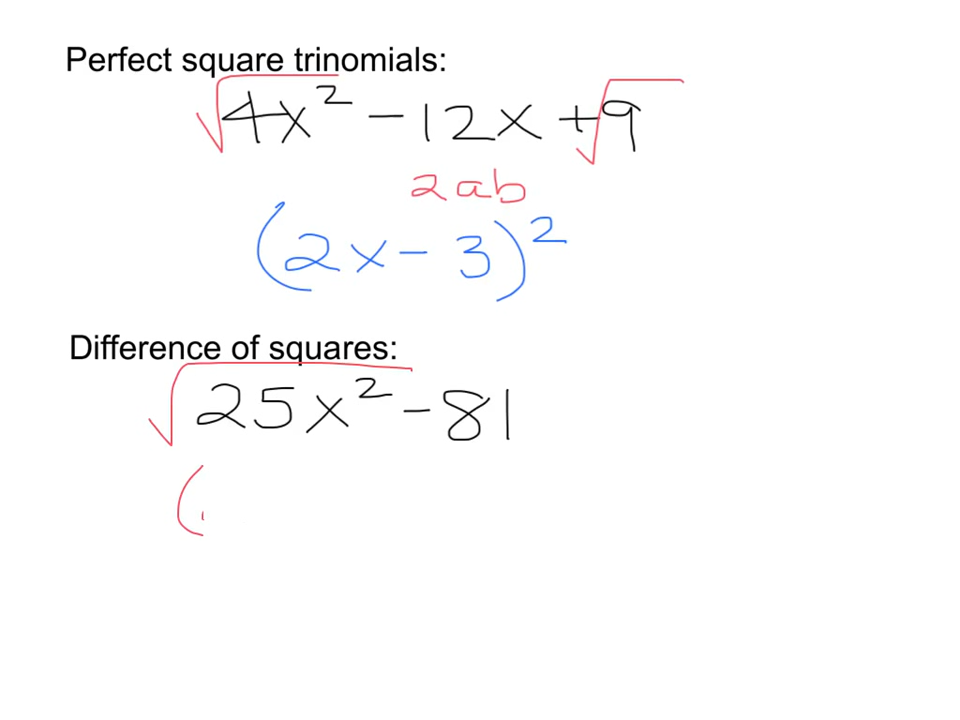 Perfect square trinomials:
√4x² - 12x + √9
2ab
(2x - 3)²
Difference of squares:
√25x² - 81
(